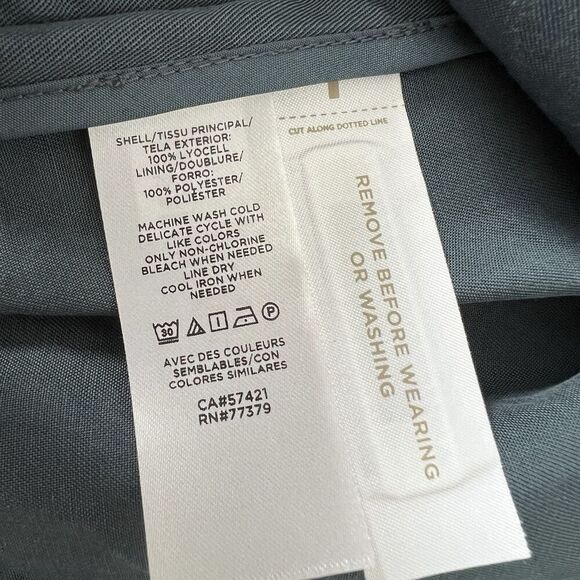 SHELL/TISSU PRINCIPAL/
TELA EXTERIOR:
100% LYOCELL
LINING/DOUBLURE/
FORRO:
100% POLYESTER/
POLIÉSTER
MACHINE WASH COLD
DELICATE CYCLE WITH
LIKE COLORS
ONLY NON-CHLORINE
BLEACH WHEN NEEDED
LINE DRY
COOL IRON WHEN
NEEDED
30
P
AVEC DES COULEURS
SEMBLABLES/CON
COLORES SIMILARES
CA#57421
RN#77379
CUT ALONG DOTTED LINE
REMOVE BEFORE WEARING
OR WASHING